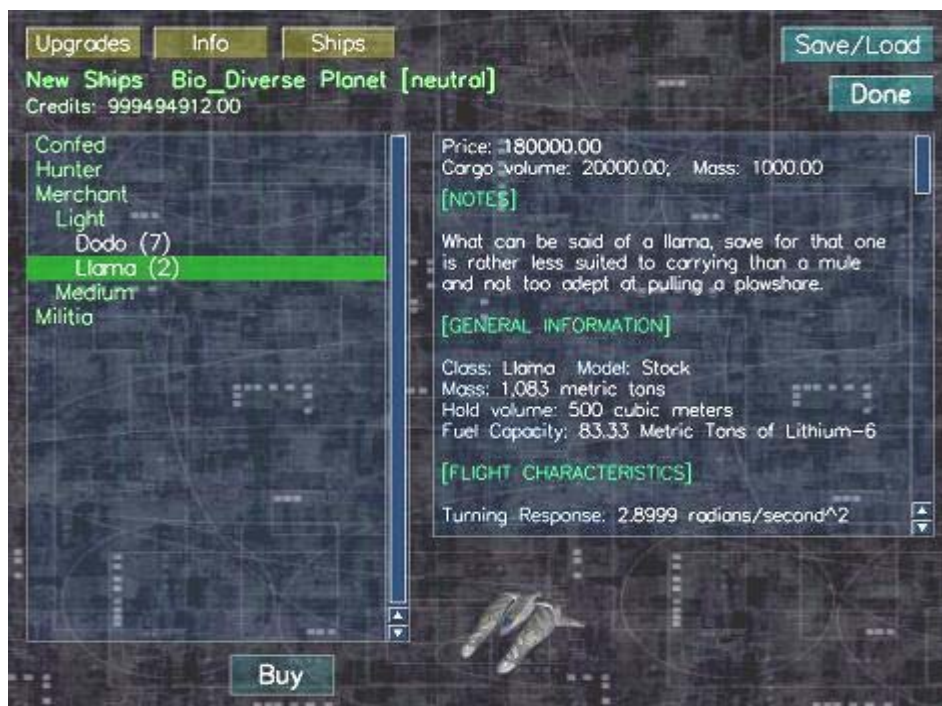 Upgrades Info Ships Save/Load
New Ships Bio_Diverse Planet [neutral]
Credits: 999494912.00
Done
Confed
Hunter
Merchant
Light
Dodo (7)
Llama (2)
Medium
Militia
Price: 180000.00
Cargo volume: 20000.00; Mass: 1000.00
[NOTES]
What can be said of a llama, save for that one
is rather less suited to carrying than a mule
and not too adept at pulling a plowshare.
[GENERAL INFORMATION]
Class: Llama Model: Stock
Mass: 1,083 metric tons
Hold volume: 500 cubic meters
Fuel Capacity: 83.33 Metric Tons of Lithium-6
[FLIGHT CHARACTERISTICS]
Turning Response: 2.8999 radians/second^2
Buy